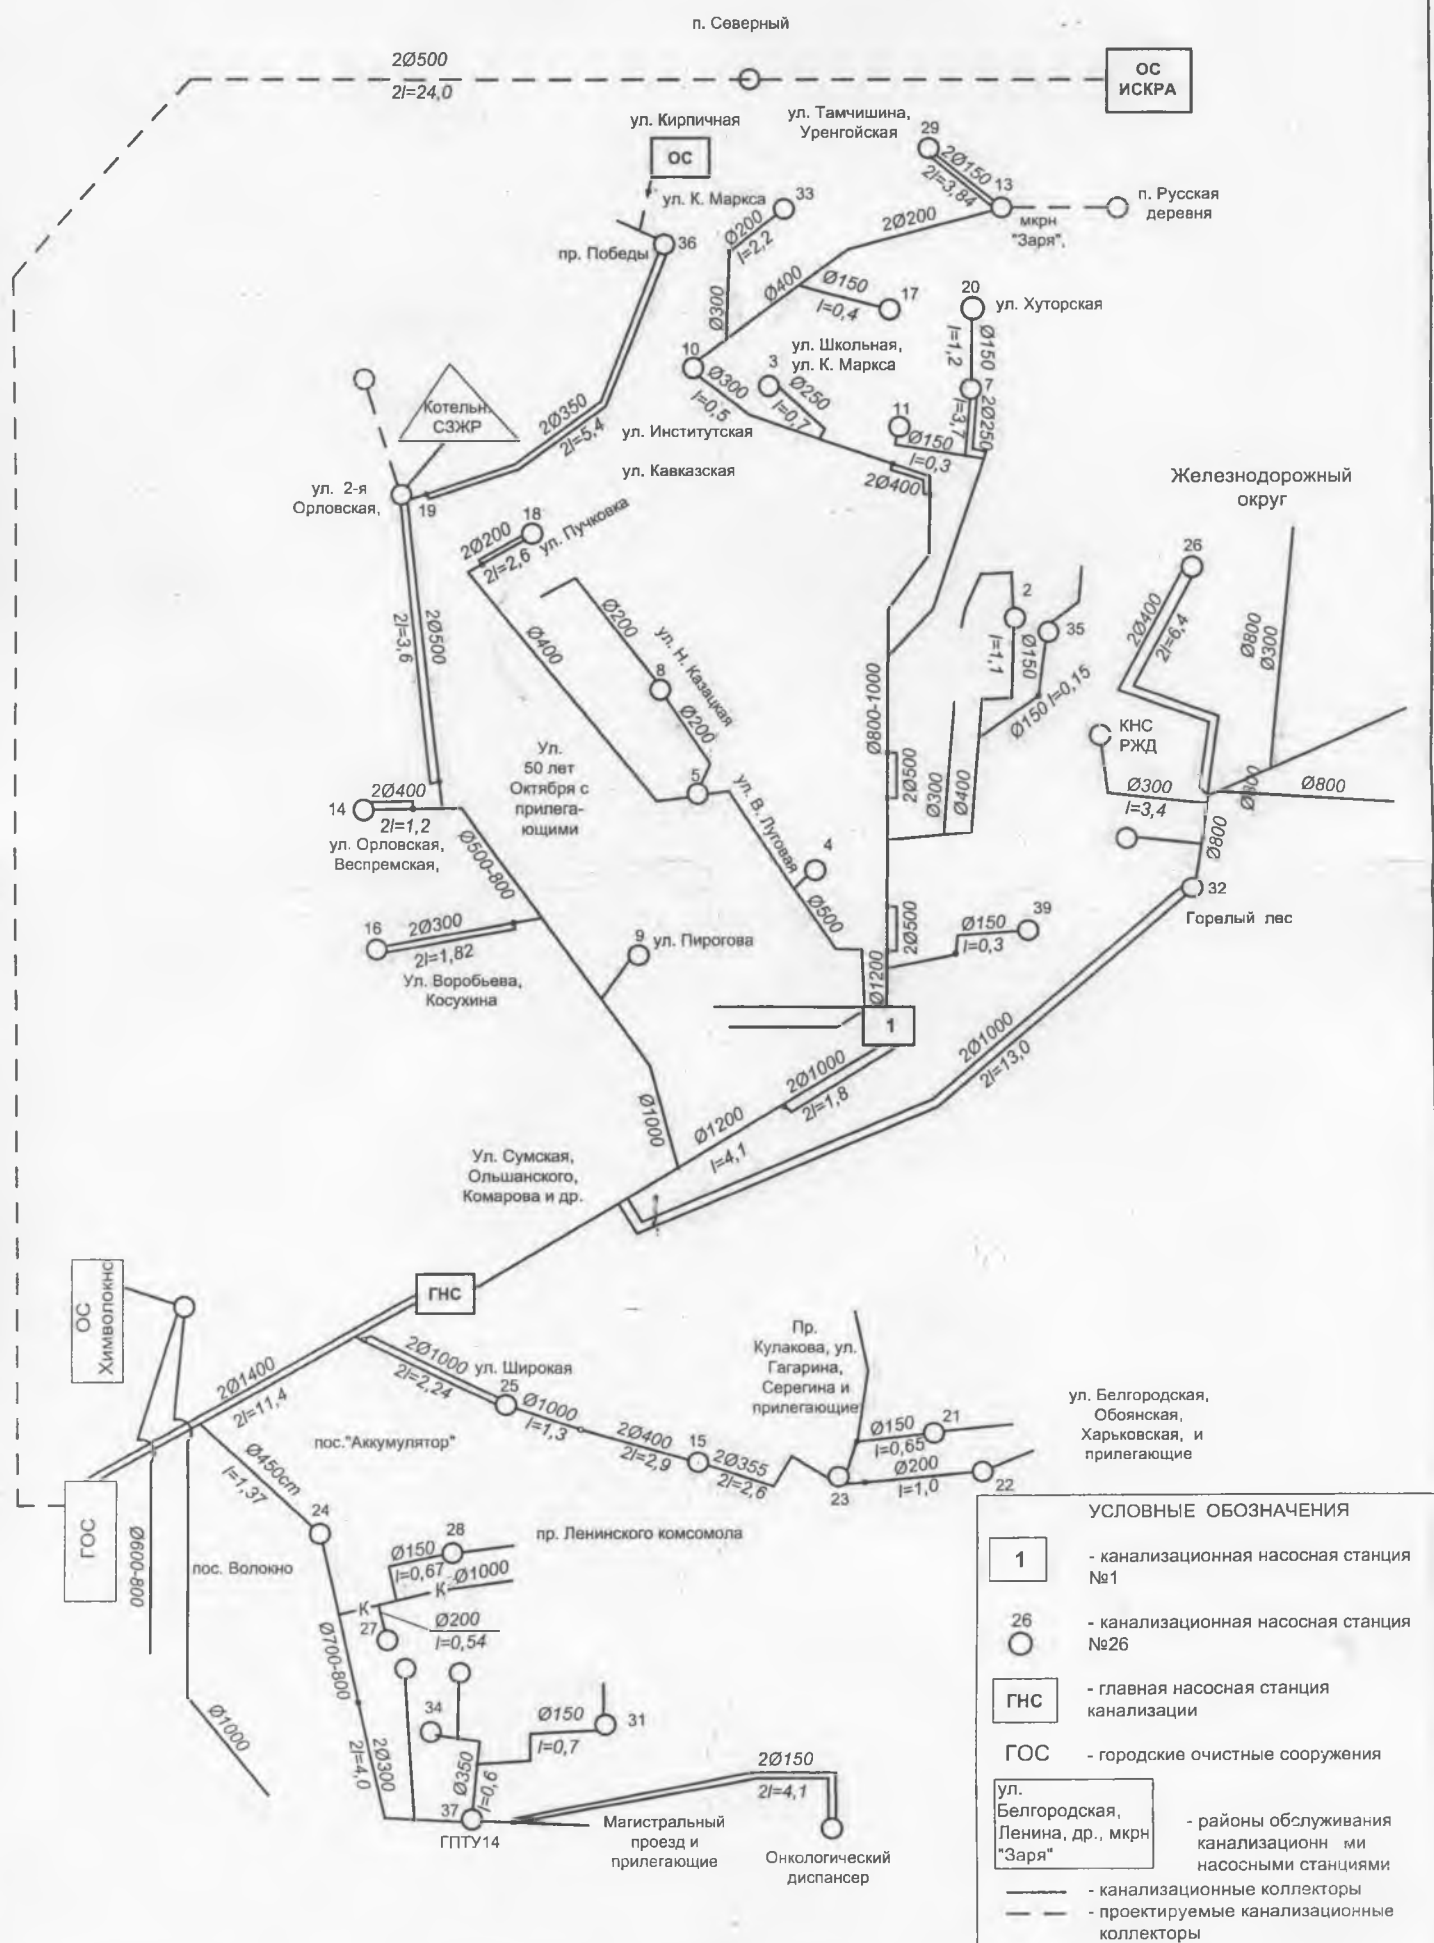 п. Северный
2Ø500
2l=24,0
ОС
ИСКРА
ул. Кирпичная
ОС
ул. Тамчишина,
Уренгойская
29
2Ø150
2l=3,84
13
мкрн
"Заря",
п. Русская
деревня
ул. К. Маркса
33
Ø200
l=2,2
2Ø200
36
пр. Победы
Ø300
Ø400
Ø150
l=0,4
17
20
ул. Хуторская
Ø150
l=1,2
10
Ø300
l=0,5
3
ул. Школьная,
ул. К. Маркса
Ø250
l=0,7
7
2Ø250
l=3,7
11
Ø150
l=0,3
2Ø400
Котельн.
СЗЖР
2Ø350
2l=5,4
ул. Институтская
ул. Кавказская
ул. 2-я
Орловская,
19
18
2Ø200
2l=2,6
ул. Пучковка
Железнодорожный
округ
26
2Ø400
2l=6,4
Ø800
Ø300
2Ø500
2l=3,6
Ø400
Ø200
ул. Н. Казацкая
8
Ø200
2
l=1,1
35
Ø150
Ø150 l=0,15
Ø800-1000
КНС
РЖД
Ø300
l=3,4
Ø800
Ø800
Ø800
Ул.
50 лет
Октября с
прилега-
ющими
5
ул. В. Луговая
2Ø500
Ø300
Ø400
14
2Ø400
2l=1,2
ул. Орловская,
Веспремская,
Ø500-800
4
Ø500
32
Горелый лес
16
2Ø300
2l=1,82
Ул. Воробьева,
Косухина
9
ул. Пирогова
2Ø500
Ø1200
Ø150
l=0,3
39
1
2Ø1000
2l=1,8
2Ø1000
2l=13,0
Ø1000
Ø1200
l=4,1
Ул. Сумская,
Ольшанского,
Комарова и др.
ОС
Химволокнс
ГНС
2Ø1400
2l=11,4
2Ø1000
2l=2,24
ул. Широкая
25
Ø1000
l=1,3
Пр.
Кулакова, ул.
Гагарина,
Серегина и
прилегающие
ул. Белгородская,
Обоянская,
Харьковская, и
прилегающие
пос."Аккумулятор"
2Ø400
2l=2,9
15
2Ø355
2l=2,6
23
Ø150
l=0,65
21
Ø200
l=1,0
22
ГОС
Ø450ст
l=1,37
24
Ø600-800
пос. Волокно
28
пр. Ленинского комсомола
Ø150
l=0,67
Ø1000
К
К
27
Ø200
l=0,54
Ø700-800
Ø1000
34
Ø150
l=0,7
31
2Ø300
2l=4,0
Ø350
l=0,6
37
ГПТУ14
2Ø150
2l=4,1
Магистральный
проезд и
прилегающие
Онкологический
диспансер
УСЛОВНЫЕ ОБОЗНАЧЕНИЯ
1
- канализационная насосная станция
№1
26
- канализационная насосная станция
№26
ГНС
- главная насосная станция
канализации
ГОС
- городские очистные сооружения
ул.
Белгородская,
Ленина, др., мкрн
"Заря"
- районы обслуживания
канализационн ми
насосными станциями
- канализационные коллекторы
- проектируемые канализационные
коллекторы